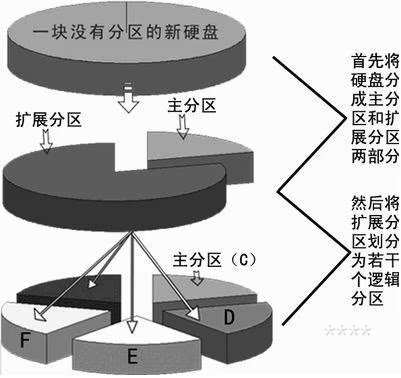 一块没有分区的新硬盘
扩展分区
主分区
首先将
硬盘分
成主分
区和扩
展分区
两部分
主分区（C）
F
E
D
然后将
扩展分
区划分
为若干
个逻辑
分区
☆☆☆☆